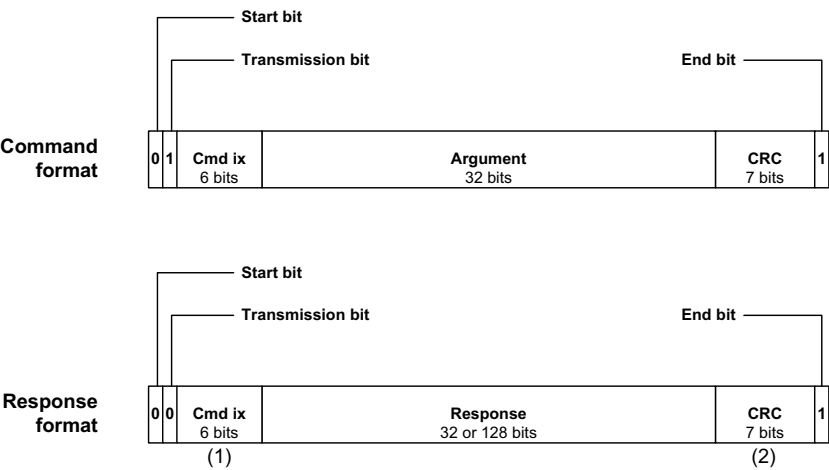 Start bit
Transmission bit
End bit
Command
format
0 1 Cmd ix Argument CRC 1
6 bits 32 bits 7 bits
Start bit
Transmission bit
End bit
Response
format
0 0 Cmd ix Response CRC 1
6 bits 32 or 128 bits 7 bits
(1) (2)